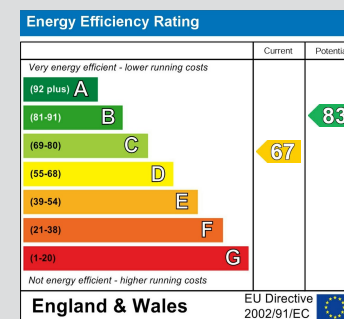 Energy Efficiency Rating
Current
Very energy efficient - lower running costs
(92 plus) A
(81-91) B
83
(69-80) C
67
(55-68) D
(39-54) E
(21-38) F
(1-20) G
Not energy efficient - higher running costs
England & Wales
EU Directive
2002/91/EC